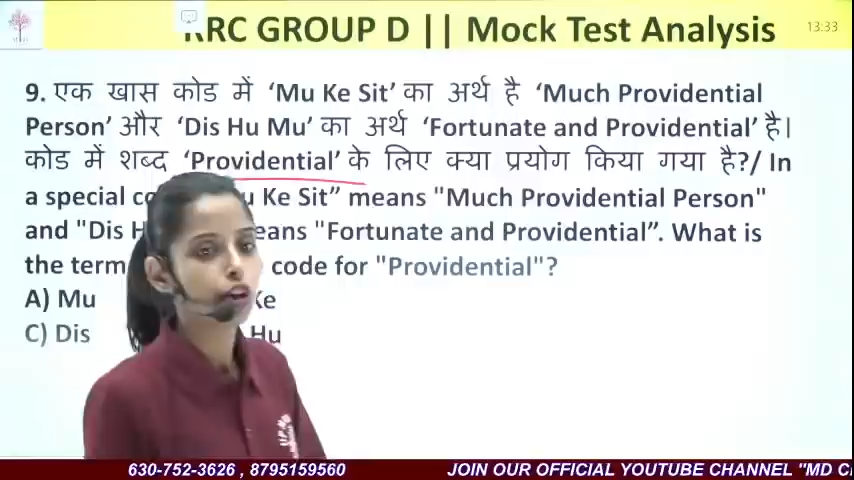 RRC GROUP D || Mock Test Analysis
13:33
9. एक खास कोड में ‘Mu Ke Sit’ का अर्थ है ‘Much Providential
Person’ और ‘Dis Hu Mu’ का अर्थ ‘Fortunate and Providential’ है।
कोड में शब्द ‘Providential’ के लिए क्या प्रयोग किया गया है?/ In
a special Ke Sit” means "Much Providential Person"
and "Dis "Fortunate and Providential”. What is
the term code for "Providential"?
A) Mu Ke
C) Dis Hu
630-752-3626 , 8795159560 JOIN OUR OFFICIAL YOUTUBE CHANNEL "MD